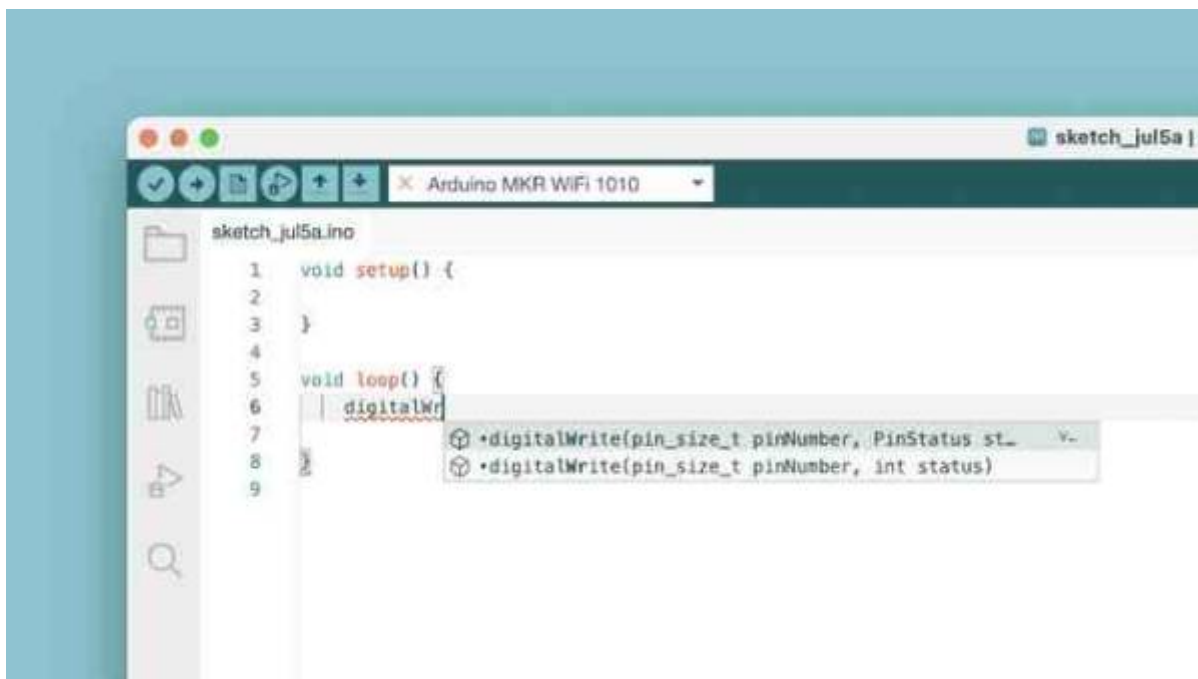 sketch_jul5a |
Arduino MKR WiFi 1010
sketch_jul5a.ino
1 void setup() {
2
3 }
4
5 void loop() {
6 digitalWr
7
8 }
9
•digitalWrite(pin_size_t pinNumber, PinStatus st…
•digitalWrite(pin_size_t pinNumber, int status)